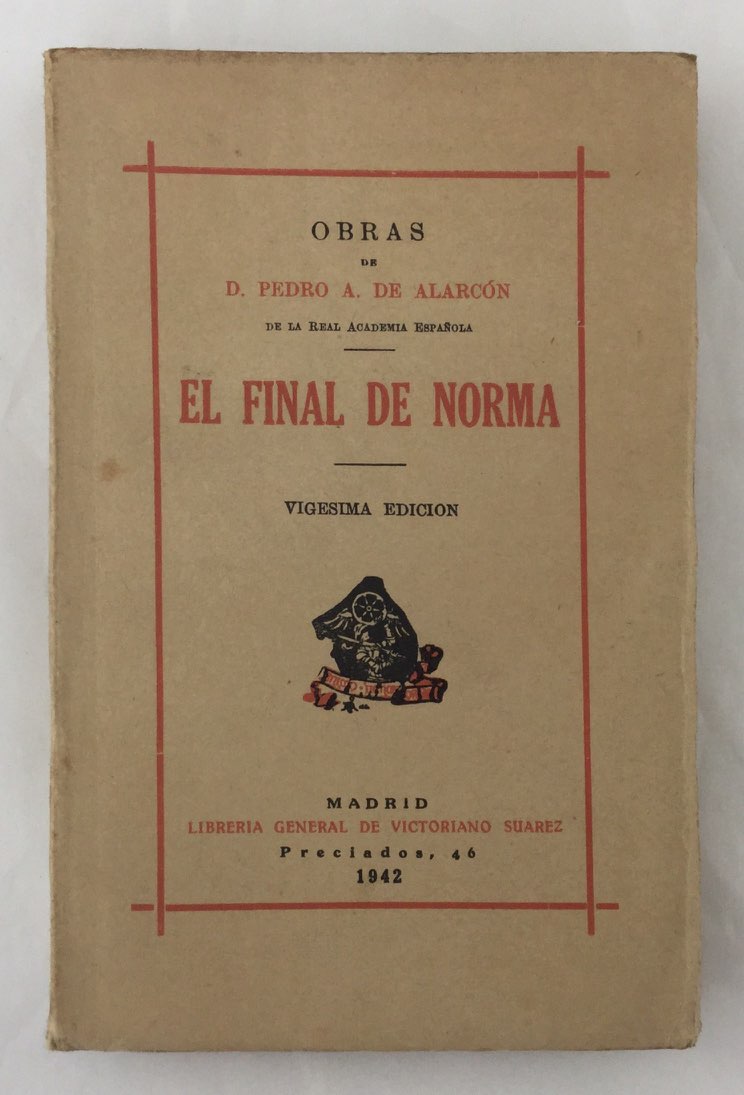 OBRAS
DE
D. PEDRO A. DE ALARCÓN
DE LA REAL ACADEMIA ESPAÑOLA
EL FINAL DE NORMA
VIGESIMA EDICION
MADRID
LIBRERIA GENERAL DE VICTORIANO SUAREZ
Preciados, 46
1942